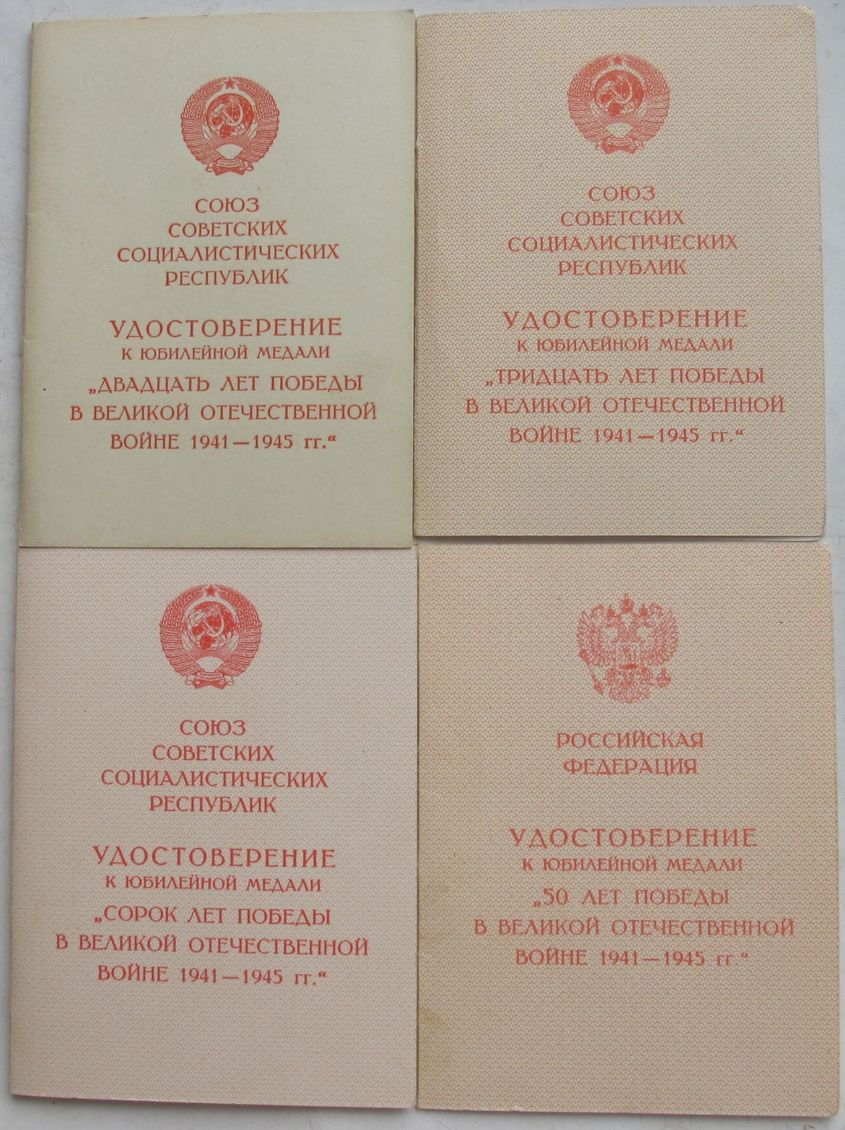 СОЮЗ
СОВЕТСКИХ
СОЦИАЛИСТИЧЕСКИХ
РЕСПУБЛИК
УДОСТОВЕРЕНИЕ
К ЮБИЛЕЙНОЙ МЕДАЛИ
„ДВАДЦАТЬ ЛЕТ ПОБЕДЫ
В ВЕЛИКОЙ ОТЕЧЕСТВЕННОЙ
ВОЙНЕ 1941—1945 гг.“
СОЮЗ
СОВЕТСКИХ
СОЦИАЛИСТИЧЕСКИХ
РЕСПУБЛИК
УДОСТОВЕРЕНИЕ
К ЮБИЛЕЙНОЙ МЕДАЛИ
„ТРИДЦАТЬ ЛЕТ ПОБЕДЫ
В ВЕЛИКОЙ ОТЕЧЕСТВЕННОЙ
ВОЙНЕ 1941—1945 гг.“
СОЮЗ
СОВЕТСКИХ
СОЦИАЛИСТИЧЕСКИХ
РЕСПУБЛИК
УДОСТОВЕРЕНИЕ
К ЮБИЛЕЙНОЙ МЕДАЛИ
„СОРОК ЛЕТ ПОБЕДЫ
В ВЕЛИКОЙ ОТЕЧЕСТВЕННОЙ
ВОЙНЕ 1941—1945 гг.“
РОССИЙСКАЯ
ФЕДЕРАЦИЯ
УДОСТОВЕРЕНИЕ
К ЮБИЛЕЙНОЙ МЕДАЛИ
„50 ЛЕТ ПОБЕДЫ
В ВЕЛИКОЙ ОТЕЧЕСТВЕННОЙ
ВОЙНЕ 1941—1945 гг.“